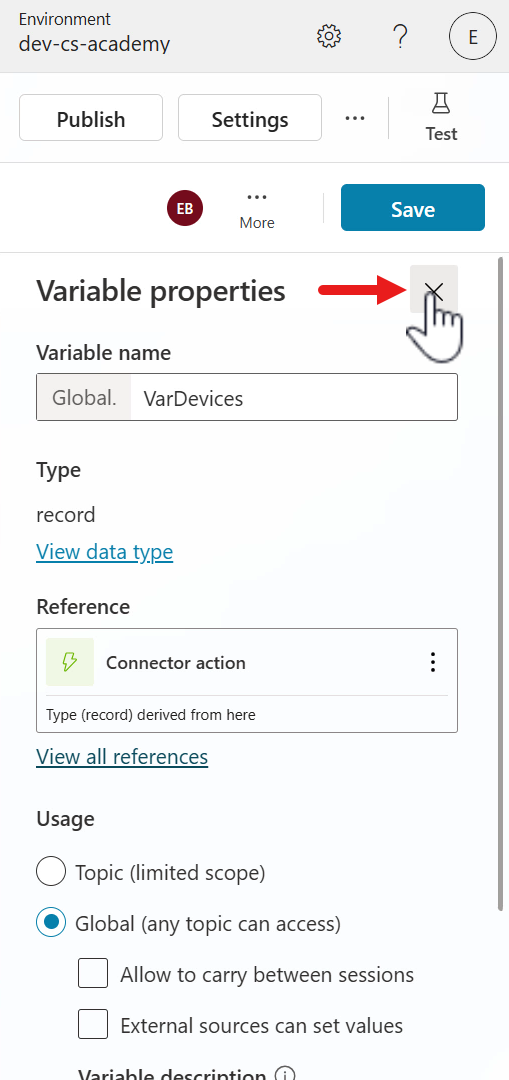 Environment
dev-cs-academy
E
Publish
Settings
...
Test
EB
...
More
Save
Variable properties
Variable name
Global.
VarDevices
Type
record
View data type
Reference
Connector action
Type (record) derived from here
View all references
Usage
Topic (limited scope)
Global (any topic can access)
Allow to carry between sessions
External sources can set values
Variable description